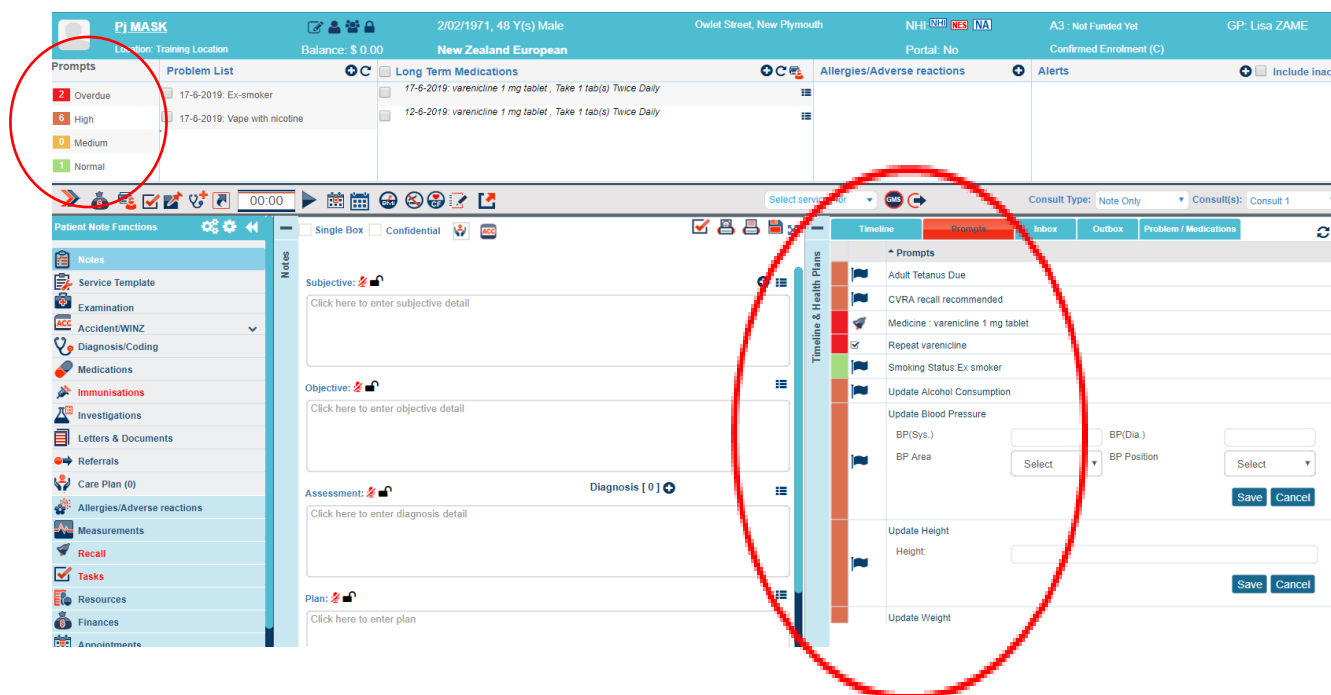 Pj MASK
2/02/1971, 48 Y(s) Male
Owlet Street, New Plymouth
NHI: NHI NES NA
A3 : Not Funded Yet
GP: Lisa ZAME
Location: Training Location
Balance: $ 0.00
New Zealand European
Portal: No
Confirmed Enrolment (C)
Prompts
2 Overdue
6 High
0 Medium
1 Normal
Problem List
17-6-2019: Ex-smoker
17-6-2019: Vape with nicotine
Long Term Medications
17-6-2019: varenicline 1 mg tablet , Take 1 tab(s) Twice Daily
12-6-2019: varenicline 1 mg tablet , Take 1 tab(s) Twice Daily
Allergies/Adverse reactions
Alerts
Include inac
00:00
Select service
GMS
Consult Type: Note Only
Consult(s): Consult 1
Patient Note Functions
Notes
Service Template
Examination
ACC Accident/WINZ
Diagnosis/Coding
Medications
Immunisations
Investigations
Letters & Documents
Referrals
Care Plan (0)
Allergies/Adverse reactions
Measurements
Recall
Tasks
Resources
Finances
Appointments
Notes
Single Box
Confidential
ACC
Subjective:
Click here to enter subjective detail
Objective:
Click here to enter objective detail
Assessment:
Diagnosis [ 0 ]
Click here to enter diagnosis detail
Plan:
Click here to enter plan
Timeline & Health Plans
Timeline
Prompts
Inbox
Outbox
Problem / Medications
Prompts
Adult Tetanus Due
CVRA recall recommended
Medicine : varenicline 1 mg tablet
Repeat varenicline
Smoking Status:Ex smoker
Update Alcohol Consumption
Update Blood Pressure
BP(Sys.)
BP(Dia.)
BP Area
Select
BP Position
Select
Save Cancel
Update Height
Height:
Save Cancel
Update Weight